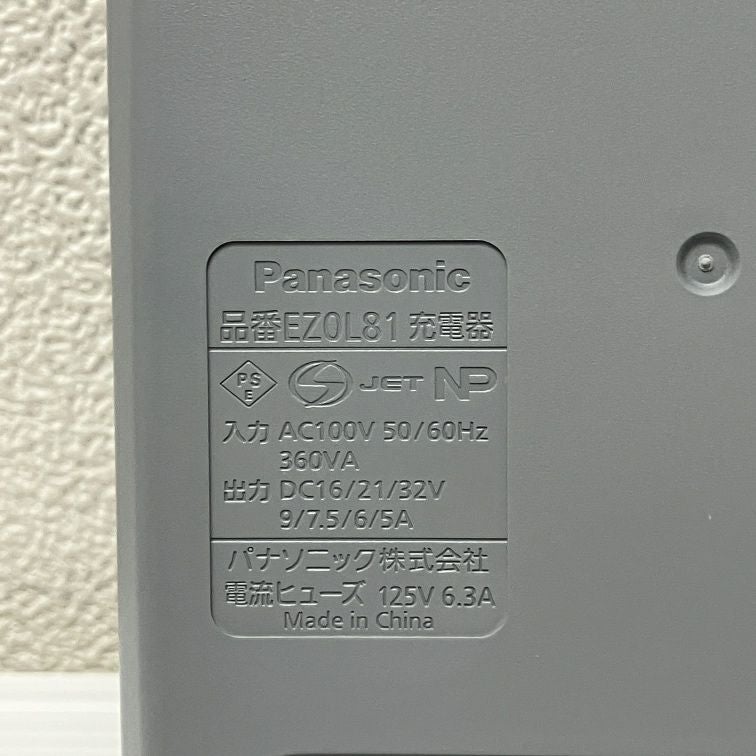 Panasonic
品番EZ0L81 充電器
PS E JET NP
入力 AC100V 50/60Hz
360VA
出力 DC16/21/32V
9/7.5/6/5A
パナソニック株式会社
電流ヒューズ 125V 6.3A
Made in China